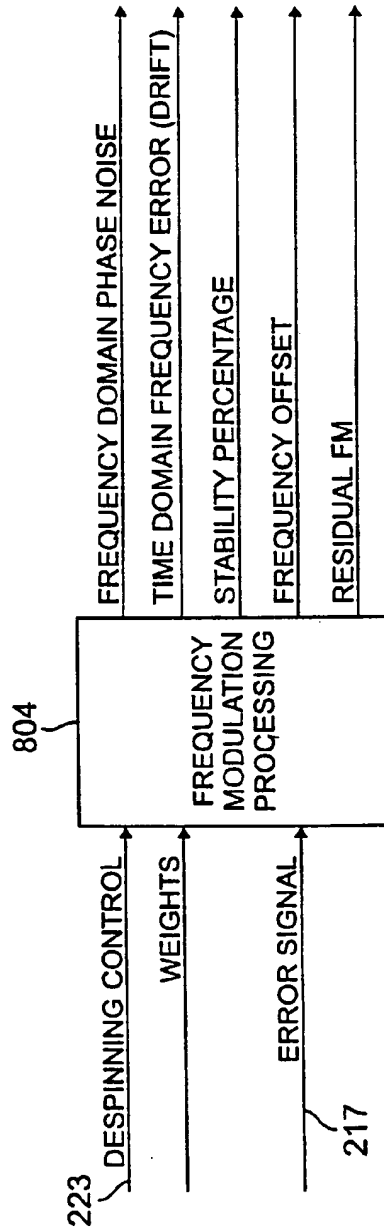 804
223
DESPINNING CONTROL
WEIGHTS
ERROR SIGNAL
217
FREQUENCY
MODULATION
PROCESSING
FREQUENCY DOMAIN PHASE NOISE
TIME DOMAIN FREQUENCY ERROR (DRIFT)
STABILITY PERCENTAGE
FREQUENCY OFFSET
RESIDUAL FM